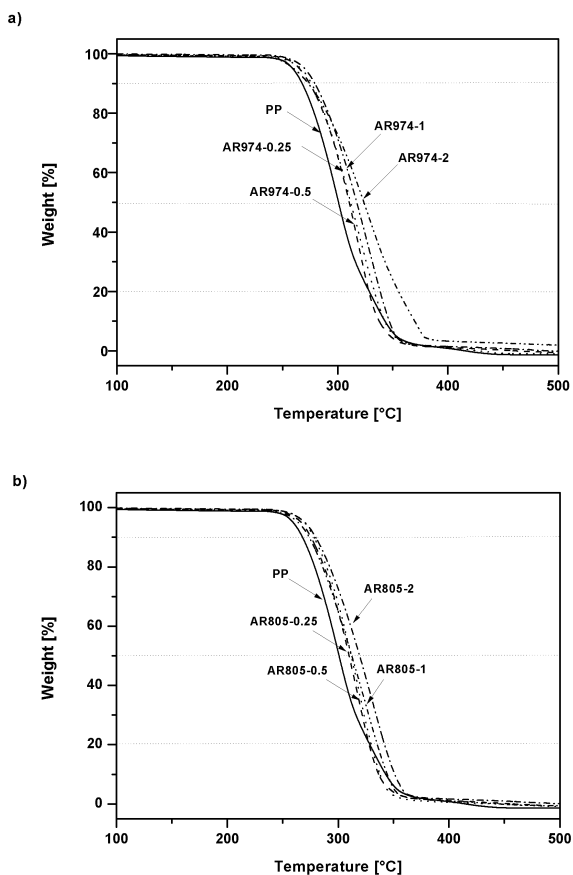 a)
100
80
60
40
20
0
Weight [%]
PP
AR974-1
AR974-0.25
AR974-2
AR974-0.5
100
200
300
400
500
Temperature [°C]
b)
100
80
60
40
20
0
Weight [%]
PP
AR805-2
AR805-0.25
AR805-0.5
AR805-1
100
200
300
400
500
Temperature [°C]